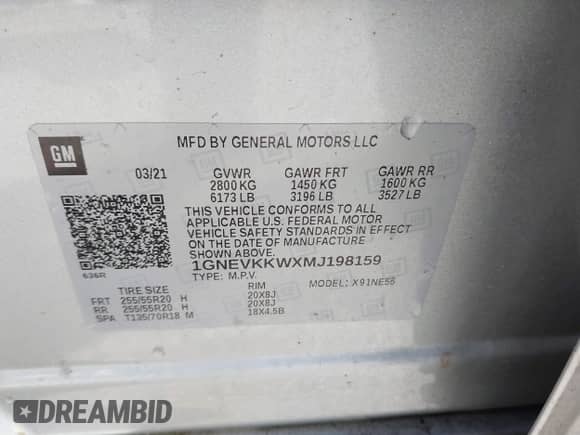 GM
MFD BY GENERAL MOTORS LLC
03/21 GVWR GAWR FRT GAWR RR
2800 KG 1450 KG 1600 KG
6173 LB 3196 LB 3527 LB
THIS VEHICLE CONFORMS TO ALL
APPLICABLE U.S. FEDERAL MOTOR
VEHICLE SAFETY STANDARDS IN
EFFECT ON THE DATE OF MANUFACTURE
SHOWN ABOVE.
1GNEVKKWXMJ198159
636R
TYPE: M.P.V. MODEL: X91NE56
TIRE SIZE RIM
FRT 255/55R20 H 20X8J
RR 255/55R20 H 20X8J
SPA T135/70R18 M 18X4.5B
DREAMBID